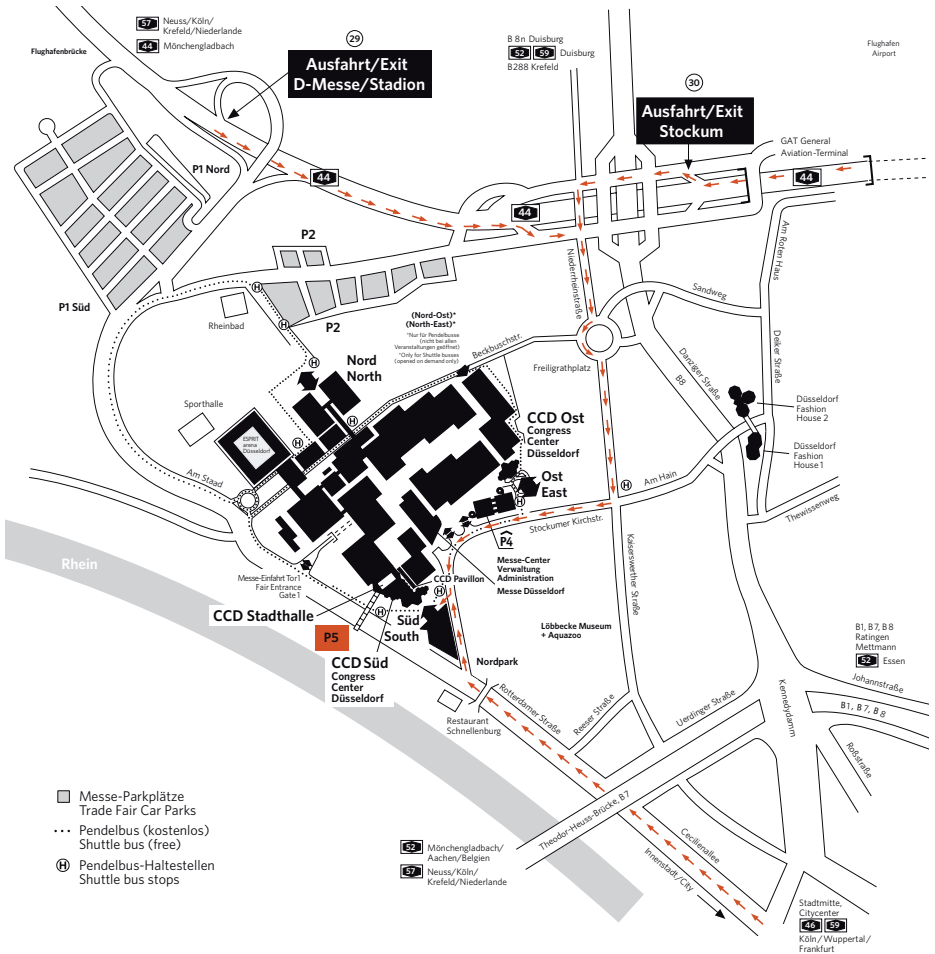 57
Neuss/Köln/
Krefeld/Niederlande
44
Mönchengladbach
Flughafenbrücke
29
Ausfahrt/Exit
D-Messe/Stadion
B 8n Duisburg
52 59 Duisburg
B288 Krefeld
Flughafen
Airport
30
Ausfahrt/Exit
Stockum
GAT General
Aviation-Terminal
P1 Nord
44
44
44
Am Roten Haus
P2
Niederrheinstraße
Sandweg
P1 Süd
H
Rheinbad
H
P2
(Nord-Ost)*
(North-East)*
*Nur für Pendelbusse
(nicht bei allen
Veranstaltungen geöffnet)
*Only for Shuttle busses
(opened on demand only)
Beckbuschstr.
Deiker Straße
Danziger Straße
B8
Freiligrathplatz
H
Nord
North
Düsseldorf
Fashion
House 2
Sporthalle
H
CCD Ost
Congress
Center
Düsseldorf
ESPRIT
arena
Düsseldorf
H
Düsseldorf
Fashion
House 1
Am Staad
Ost
East
H
Am Hain
H
Thewissenweg
Stockumer Kirchstr.
P4
Kaiserswerther Straße
Rhein
Messe-Center
Verwaltung
Administration
Messe Düsseldorf
Messe-Einfahrt Tor1
Fair Entrance
Gate 1
CCD Pavillon
H
CCD Stadthalle
H
Süd
South
P5
Löbbecke Museum
+ Aquazoo
CCD Süd
Congress
Center
Düsseldorf
Nordpark
B1, B7, B8
Ratingen
Mettmann
52 Essen
Johannstraße
B1, B7, B8
Rotterdamer Straße
Reeser Straße
Uerdinger Straße
Kennedydamm
Roßstraße
Restaurant
Schnellenburg
Messe-Parkplätze
Trade Fair Car Parks
Pendelbus (kostenlos)
Shuttle bus (free)
H
Pendelbus-Haltestellen
Shuttle bus stops
Theodor-Heuss-Brücke, B7
52
Mönchengladbach/
Aachen/Belgien
57
Neuss/Köln/
Krefeld/Niederlande
Cecilienallee
Innenstadt/City
Stadtmitte,
Citycenter
46 59
Köln/Wuppertal/
Frankfurt